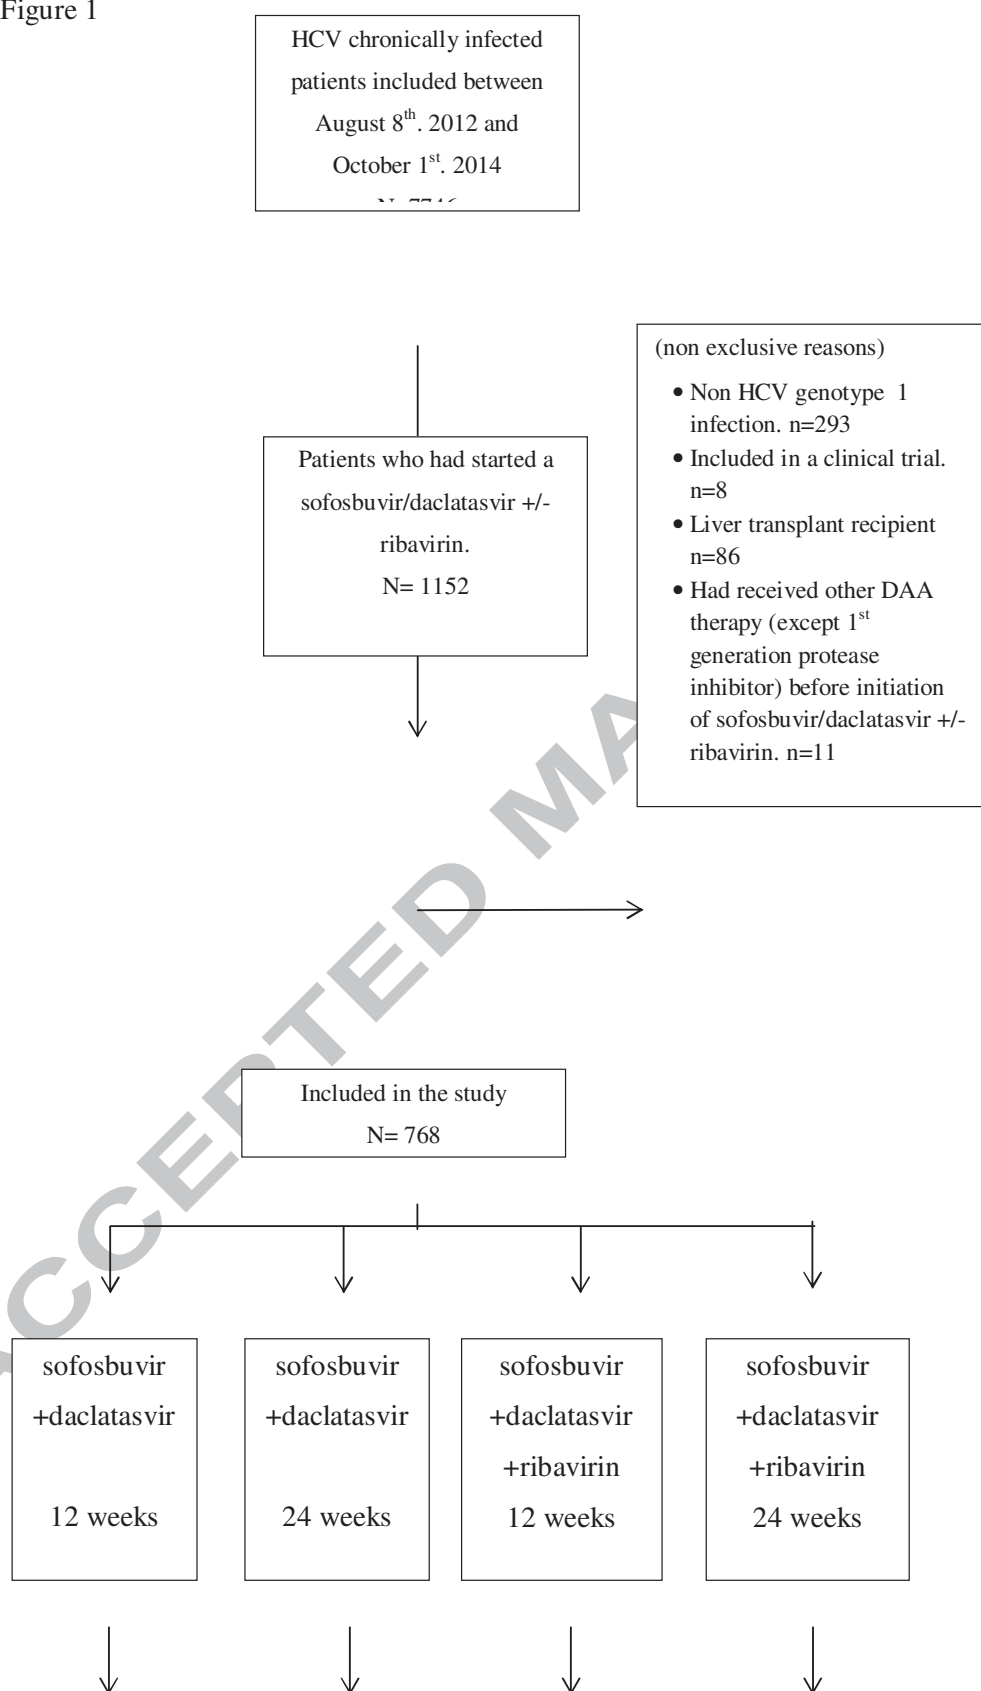 Figure 1
HCV chronically infected
patients included between
August 8th. 2012 and
October 1st. 2014
(non exclusive reasons)
• Non HCV genotype 1
infection. n=293
• Included in a clinical trial.
n=8
• Liver transplant recipient
n=86
• Had received other DAA
therapy (except 1st
generation protease
inhibitor) before initiation
of sofosbuvir/daclatasvir +/-
ribavirin. n=11
Patients who had started a
sofosbuvir/daclatasvir +/-
ribavirin.
N= 1152
ACCEPTED MA
Included in the study
N= 768
sofosbuvir
+daclatasvir
12 weeks
sofosbuvir
+daclatasvir
24 weeks
sofosbuvir
+daclatasvir
+ribavirin
12 weeks
sofosbuvir
+daclatasvir
+ribavirin
24 weeks